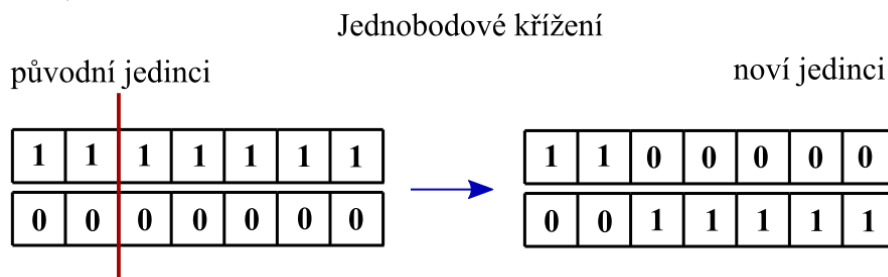 Jednobodové křížení
původní jedinci
noví jedinci
1 1 1 1 1 1 1
0 0 0 0 0 0 0
1 1 0 0 0 0 0
0 0 1 1 1 1 1